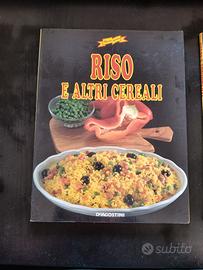 RISO
E ALTRI CEREALI
DeAGOSTINI
subito